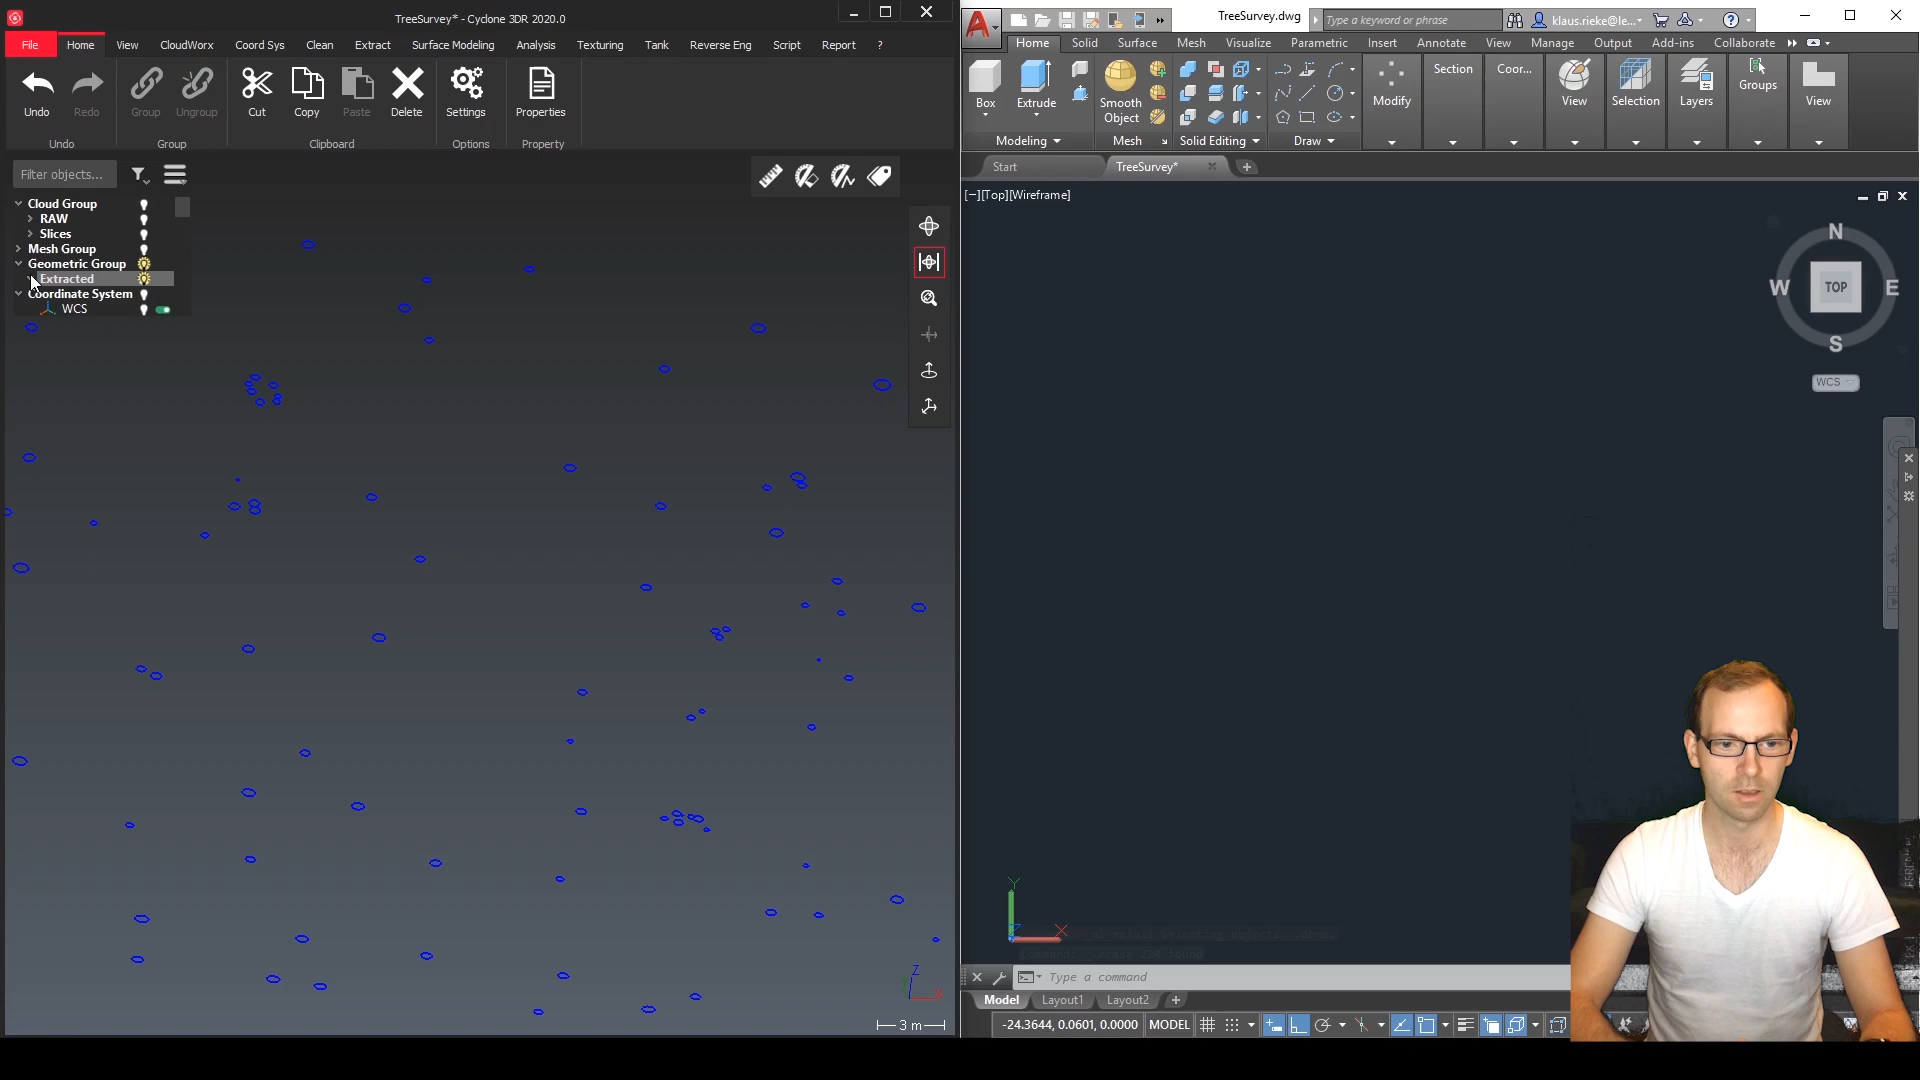 TreeSurvey* - Cyclone 3DR 2020.0
File Home View CloudWorx Coord Sys Clean Extract Surface Modeling Analysis Texturing Tank Reverse Eng Script Report ?
Undo Redo Group Ungroup Cut Copy Paste Delete Settings Properties
Undo Group Clipboard Options Property
Filter objects...
Cloud Group
RAW
Slices
Mesh Group
Geometric Group
Extracted
Coordinate System
WCS
Z
3 m
TreeSurvey.dwg Type a keyword or phrase klaus.rieke@le...
Home Solid Surface Mesh Visualize Parametric Insert Annotate View Manage Output Add-ins Collaborate
Box Extrude Smooth Object Modify Section Coor... View Selection Layers Groups View
Modeling Mesh Solid Editing Draw
Start TreeSurvey*
[−][Top][Wireframe]
N
W TOP E
S
WCS
Y
X
Type a command
Model Layout1 Layout2
-24.3644, 0.0601, 0.0000 MODEL